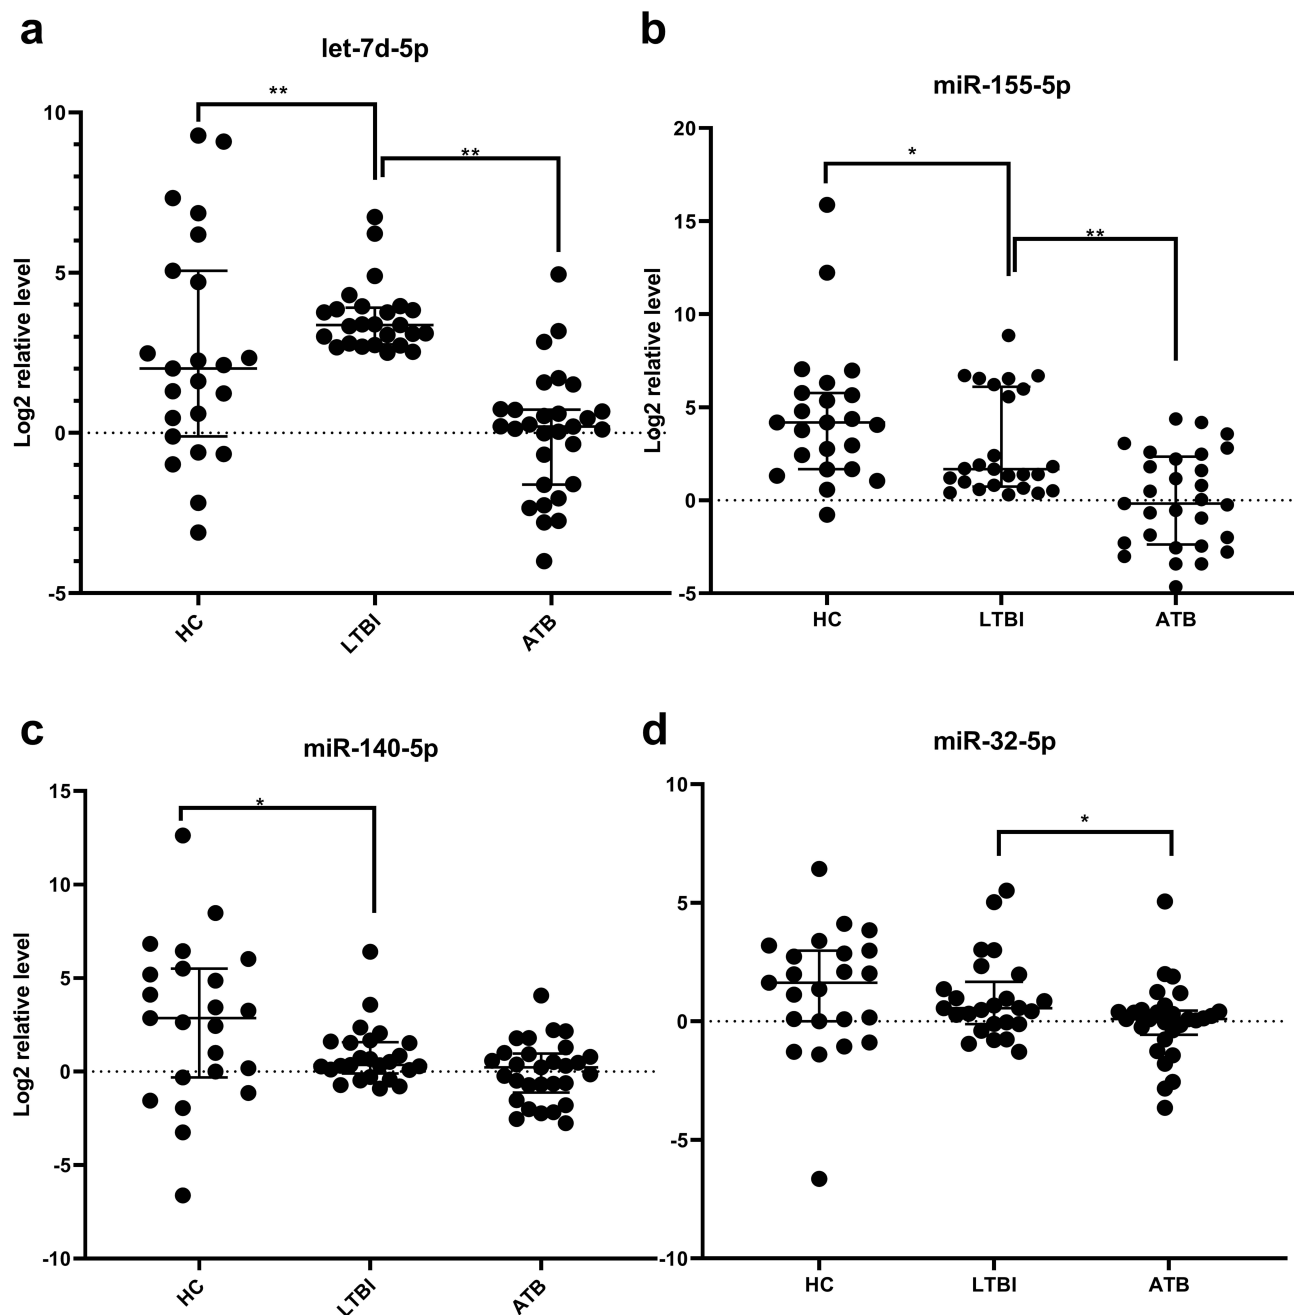 a
let-7d-5p
**
**
10
5
0
-5
Log2 relative level
HC
LTBI
ATB
b
miR-155-5p
*
**
20
15
10
5
0
-5
Log2 relative level
HC
LTBI
ATB
c
miR-140-5p
*
15
10
5
0
-5
-10
Log2 relative level
HC
LTBI
ATB
d
miR-32-5p
*
10
5
0
-5
-10
HC
LTBI
ATB